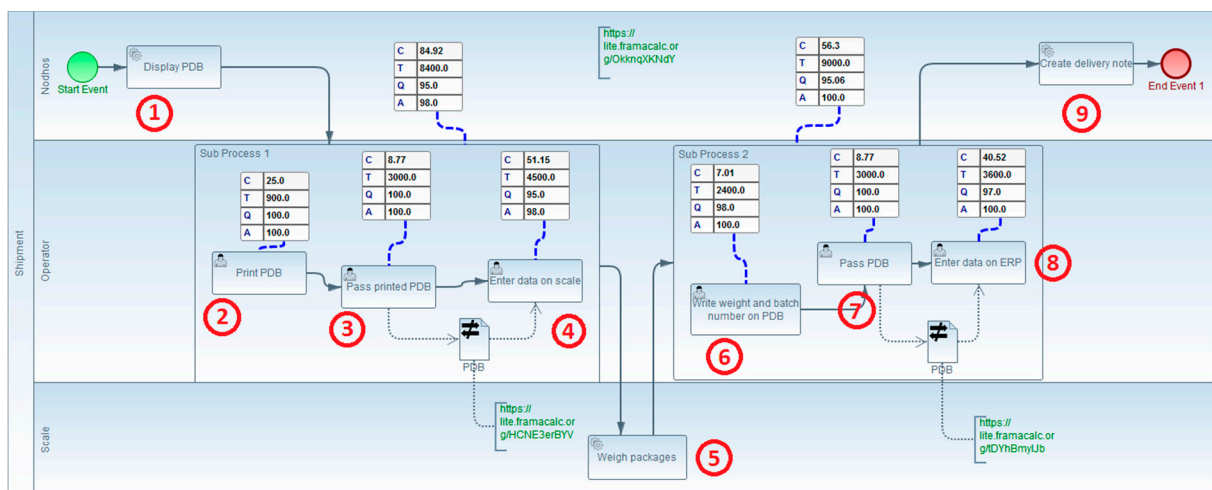 Shipment
Nodhos
Start Event
Display PDB
1
C 84.92
T 8400.0
Q 95.0
A 98.0
https://
lite.framacalc.or
g/OkknqXKNdY
C 56.3
T 9000.0
Q 95.06
A 100.0
Create delivery note
End Event 1
9
Operator
Sub Process 1
C 25.0
T 900.0
Q 100.0
A 100.0
C 8.77
T 3000.0
Q 100.0
A 100.0
C 51.15
T 4500.0
Q 95.0
A 98.0
Print PDB
2
Pass printed PDB
3
Enter data on scale
4
PDB
Sub Process 2
C 7.01
T 2400.0
Q 98.0
A 100.0
C 8.77
T 3000.0
Q 100.0
A 100.0
C 40.52
T 3600.0
Q 97.0
A 100.0
Write weight and batch
number on PDB
6
Pass PDB
7
Enter data on ERP
8
PDB
Scale
https://
lite.framacalc.or
g/HCNE3erBYV
Weigh packages
5
https://
lite.framacalc.or
g/tDYhBmyIJb